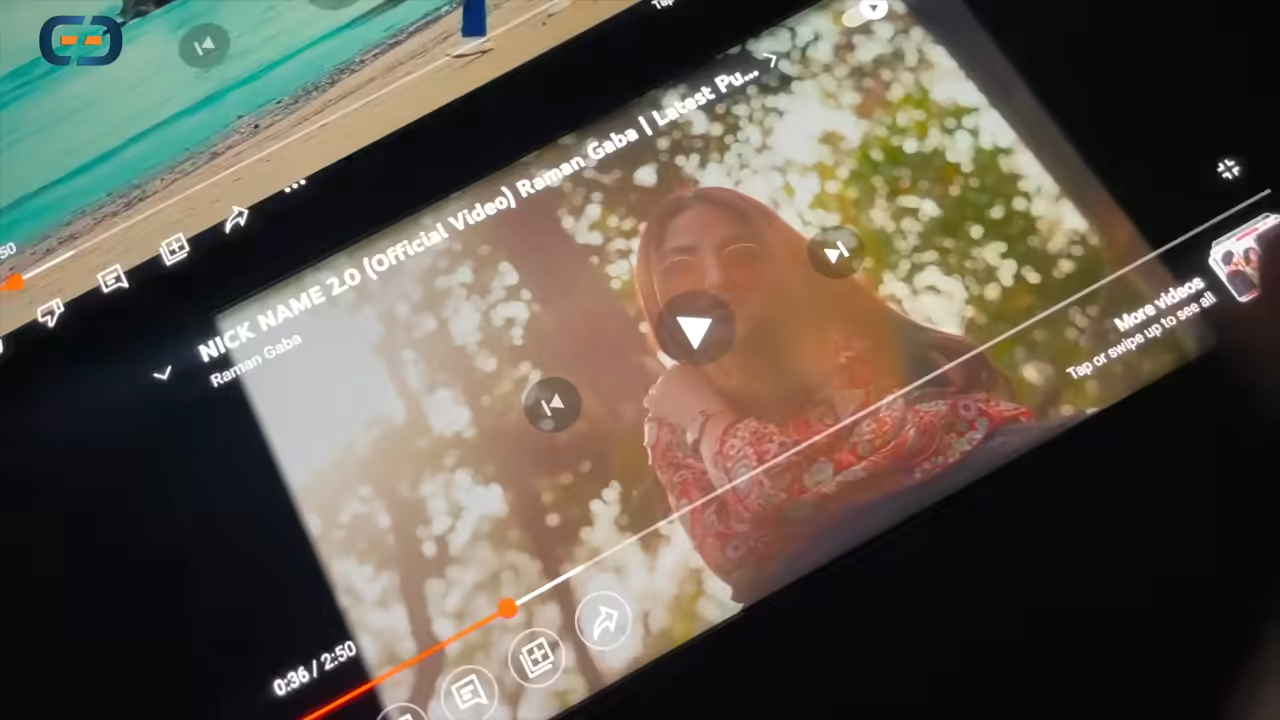 50
NICK NAME 2.0 (Official Video) Raman Gaba | Latest Pu...
Raman Gaba
More videos
Tap or swipe up to see all
0:36 / 2:50